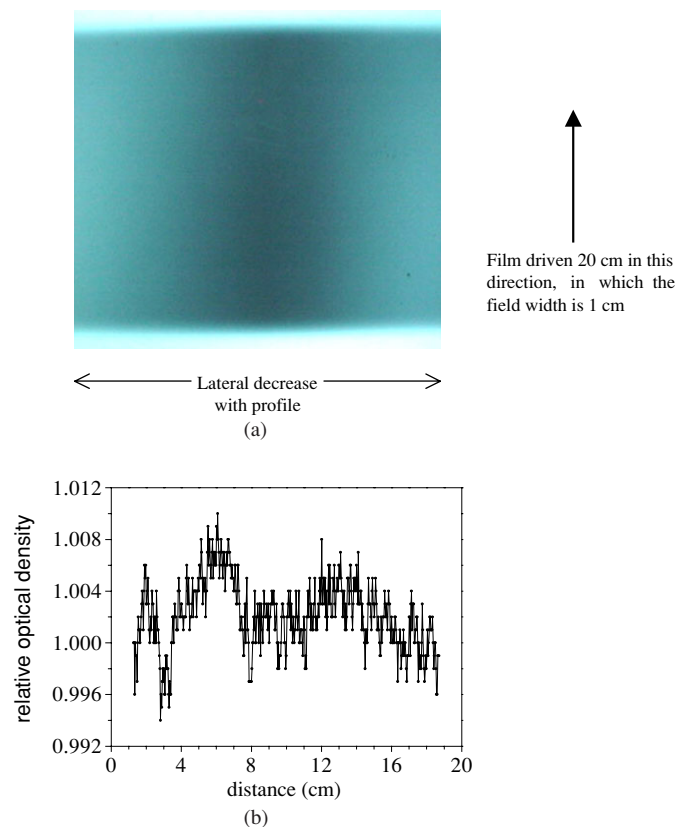 Film driven 20 cm in this
direction, in which the
field width is 1 cm
Lateral decrease
with profile
(a)
1.012
1.008
1.004
1.000
0.996
0.992
relative optical density
0 4 8 12 16 20
distance (cm)
(b)